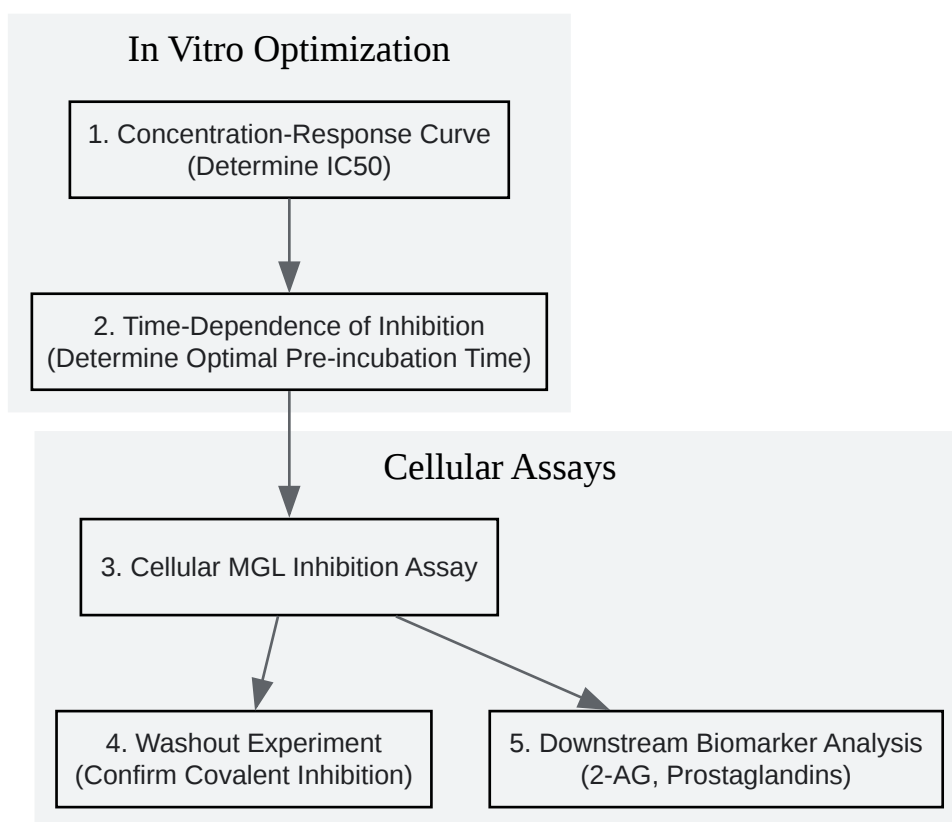 In Vitro Optimization
1. Concentration-Response Curve
(Determine IC50)
2. Time-Dependence of Inhibition
(Determine Optimal Pre-incubation Time)
Cellular Assays
3. Cellular MGL Inhibition Assay
4. Washout Experiment
(Confirm Covalent Inhibition)
5. Downstream Biomarker Analysis
(2-AG, Prostaglandins)